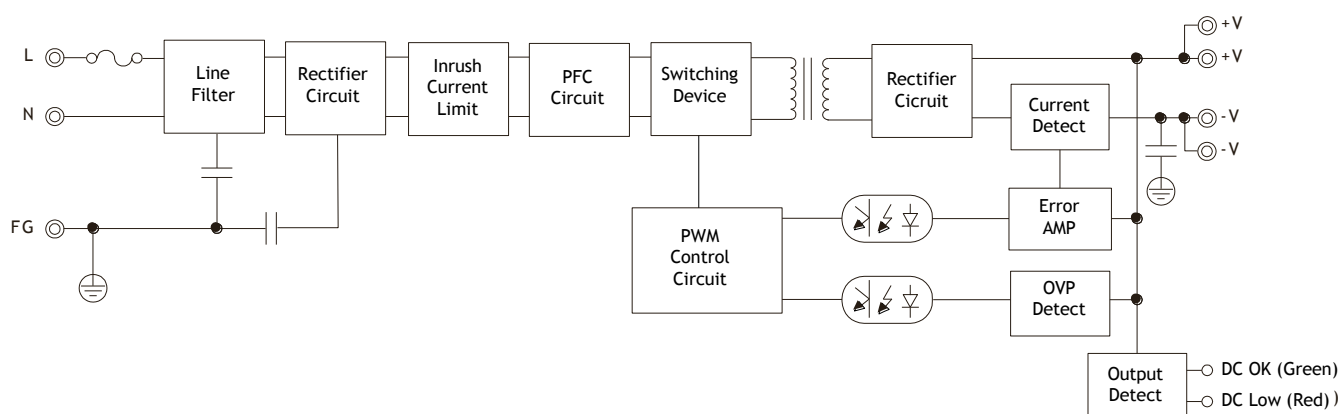 +V
L
+V
Line
Filter
Rectifier
Circuit
Inrush
Current
Limit
PFC
Circuit
Switching
Device
Rectifier
Cicruit
Current
Detect
N
-V
-V
FG
PWM
Control
Circuit
Error
AMP
OVP
Detect
Output
Detect
DC OK (Green)
DC Low (Red) )